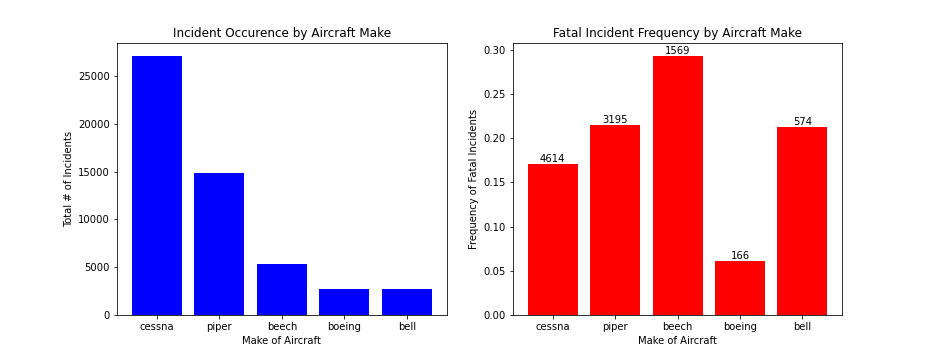 Incident Occurence by Aircraft Make
Total # of Incidents
25000
20000
15000
10000
5000
0
cessna piper beech boeing bell
Make of Aircraft
Fatal Incident Frequency by Aircraft Make
Frequency of Fatal Incidents
0.30
0.25
0.20
0.15
0.10
0.05
0.00
4614 3195 1569 166 574
cessna piper beech boeing bell
Make of Aircraft